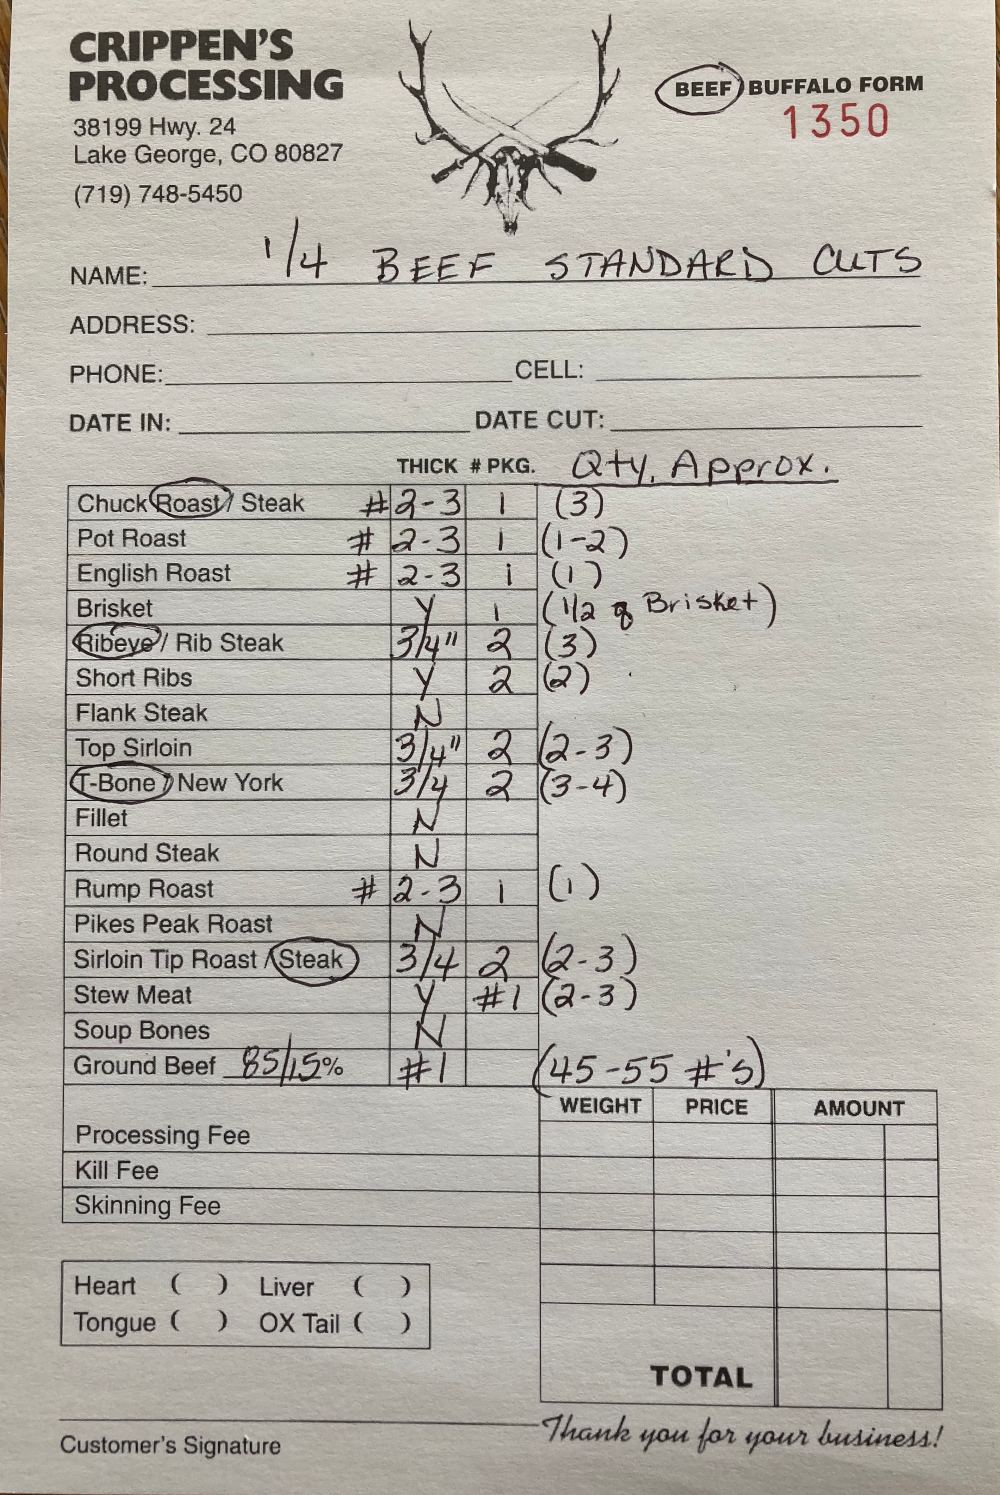 CRIPPEN'S
PROCESSING
38199 Hwy. 24
Lake George, CO 80827
(719) 748-5450
BEEF BUFFALO FORM
1350
NAME: 1/4 BEEF STANDARD CUTS
ADDRESS:
PHONE: CELL:
DATE IN: DATE CUT:
THICK # PKG. Qty. Approx.
Chuck Roast / Steak # 2-3 1 (3)
Pot Roast # 2-3 1 (1-2)
English Roast # 2-3 1 (1)
Brisket Y 1 (1/2 of Brisket)
Ribeye / Rib Steak 3/4" 2 (3)
Short Ribs Y 2 (2)
Flank Steak N
Top Sirloin 3/4" 2 (2-3)
T-Bone / New York 3/4 2 (3-4)
Fillet N
Round Steak N
Rump Roast # 2-3 1 (1)
Pikes Peak Roast N
Sirloin Tip Roast / Steak 3/4 2 (2-3)
Stew Meat Y #1 (2-3)
Soup Bones N
Ground Beef 85/15% #1 (45-55 #'s)
WEIGHT PRICE AMOUNT
Processing Fee
Kill Fee
Skinning Fee
Heart ( ) Liver ( )
Tongue ( ) OX Tail ( )
TOTAL
Customer's Signature
Thank you for your business!